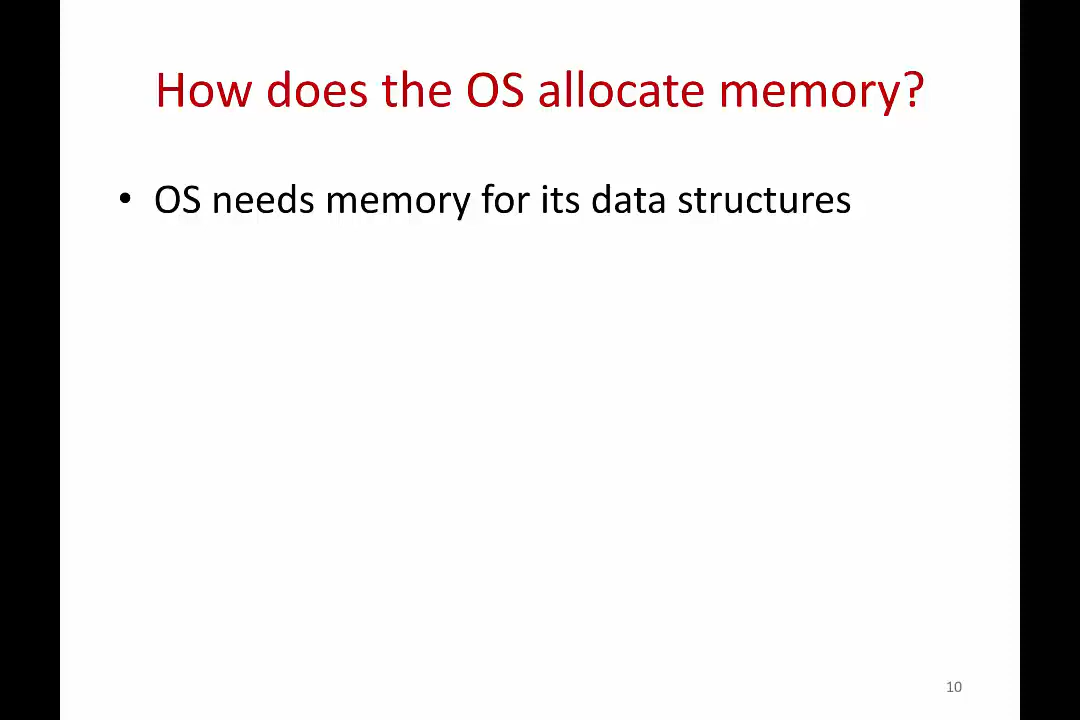 How does the OS allocate memory?
• OS needs memory for its data structures
10